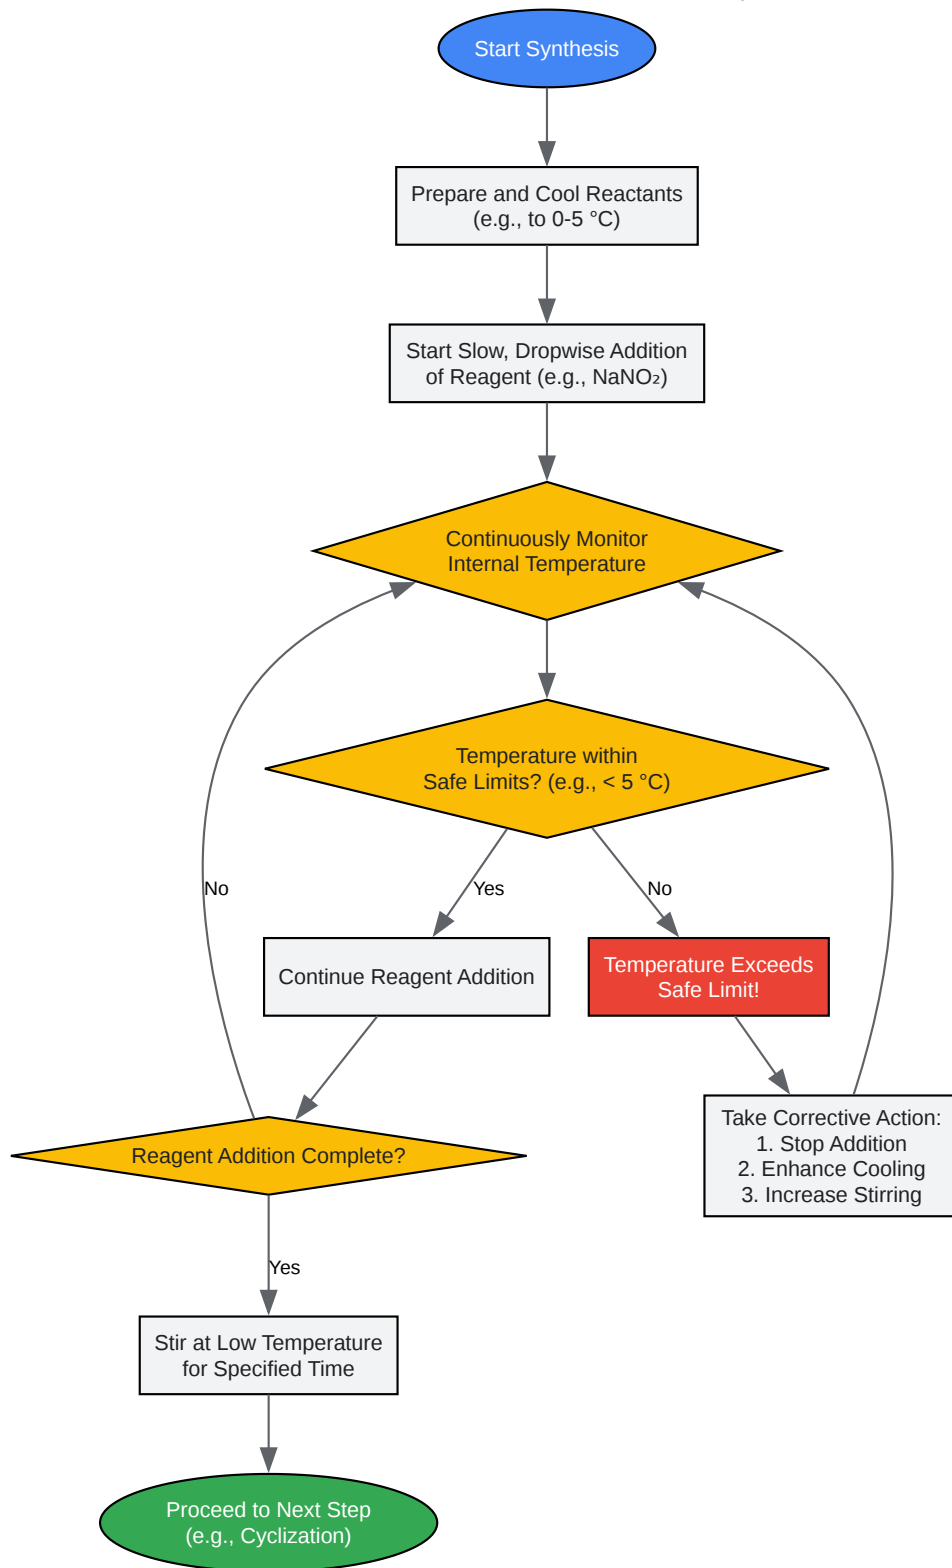 Start Synthesis
Prepare and Cool Reactants
(e.g., to 0-5 °C)
Start Slow, Dropwise Addition
of Reagent (e.g., NaNO₂)
Continuously Monitor
Internal Temperature
Temperature within
Safe Limits? (e.g., < 5 °C)
No
Yes
No
Continue Reagent Addition
Temperature Exceeds
Safe Limit!
Reagent Addition Complete?
Take Corrective Action:
1. Stop Addition
2. Enhance Cooling
3. Increase Stirring
Yes
Stir at Low Temperature
for Specified Time
Proceed to Next Step
(e.g., Cyclization)